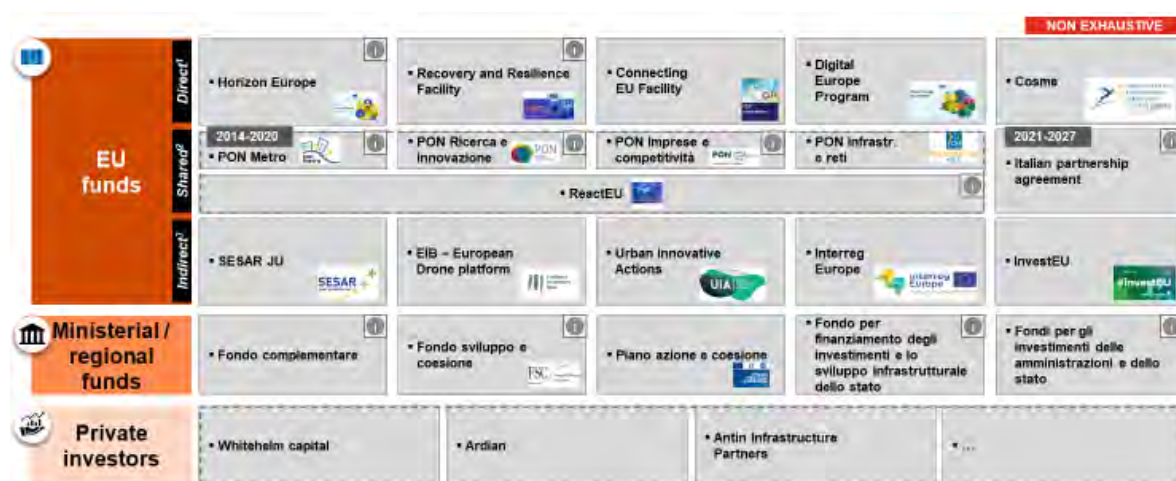 NON EXHAUSTIVE
EU
funds
Direct¹
▪ Horizon Europe
▪ Recovery and Resilience
Facility
▪ Connecting
EU Facility
▪ Digital
Europe
Program
▪ Cosme
Shared²
2014-2020
▪ PON Metro
▪ PON Ricerca e
innovazione
PON
▪ PON Imprese e
competitività
PON
▪ PON infrastr.
e reti
2021-2027
▪ Italian partnership
agreement
▪ ReactEU
Indirect³
▪ SESAR JU
SESAR
▪ EIB – European
Drone platform
▪ Urban Innovative
Actions
UIA
▪ Interreg
Europe
Interreg
Europe
▪ InvestEU
#InvestEU
Ministerial /
regional
funds
▪ Fondo complementare
▪ Fondo sviluppo e
coesione
FSC
▪ Piano azione e coesione
▪ Fondo per
finanziamento degli
investimenti e lo
sviluppo infrastrutturale
dello stato
▪ Fondi per gli
investimenti delle
amministrazioni e dello
stato
Private
investors
▪ Whitehelm capital
▪ Ardian
▪ Antin Infrastructure
Partners
▪ ...